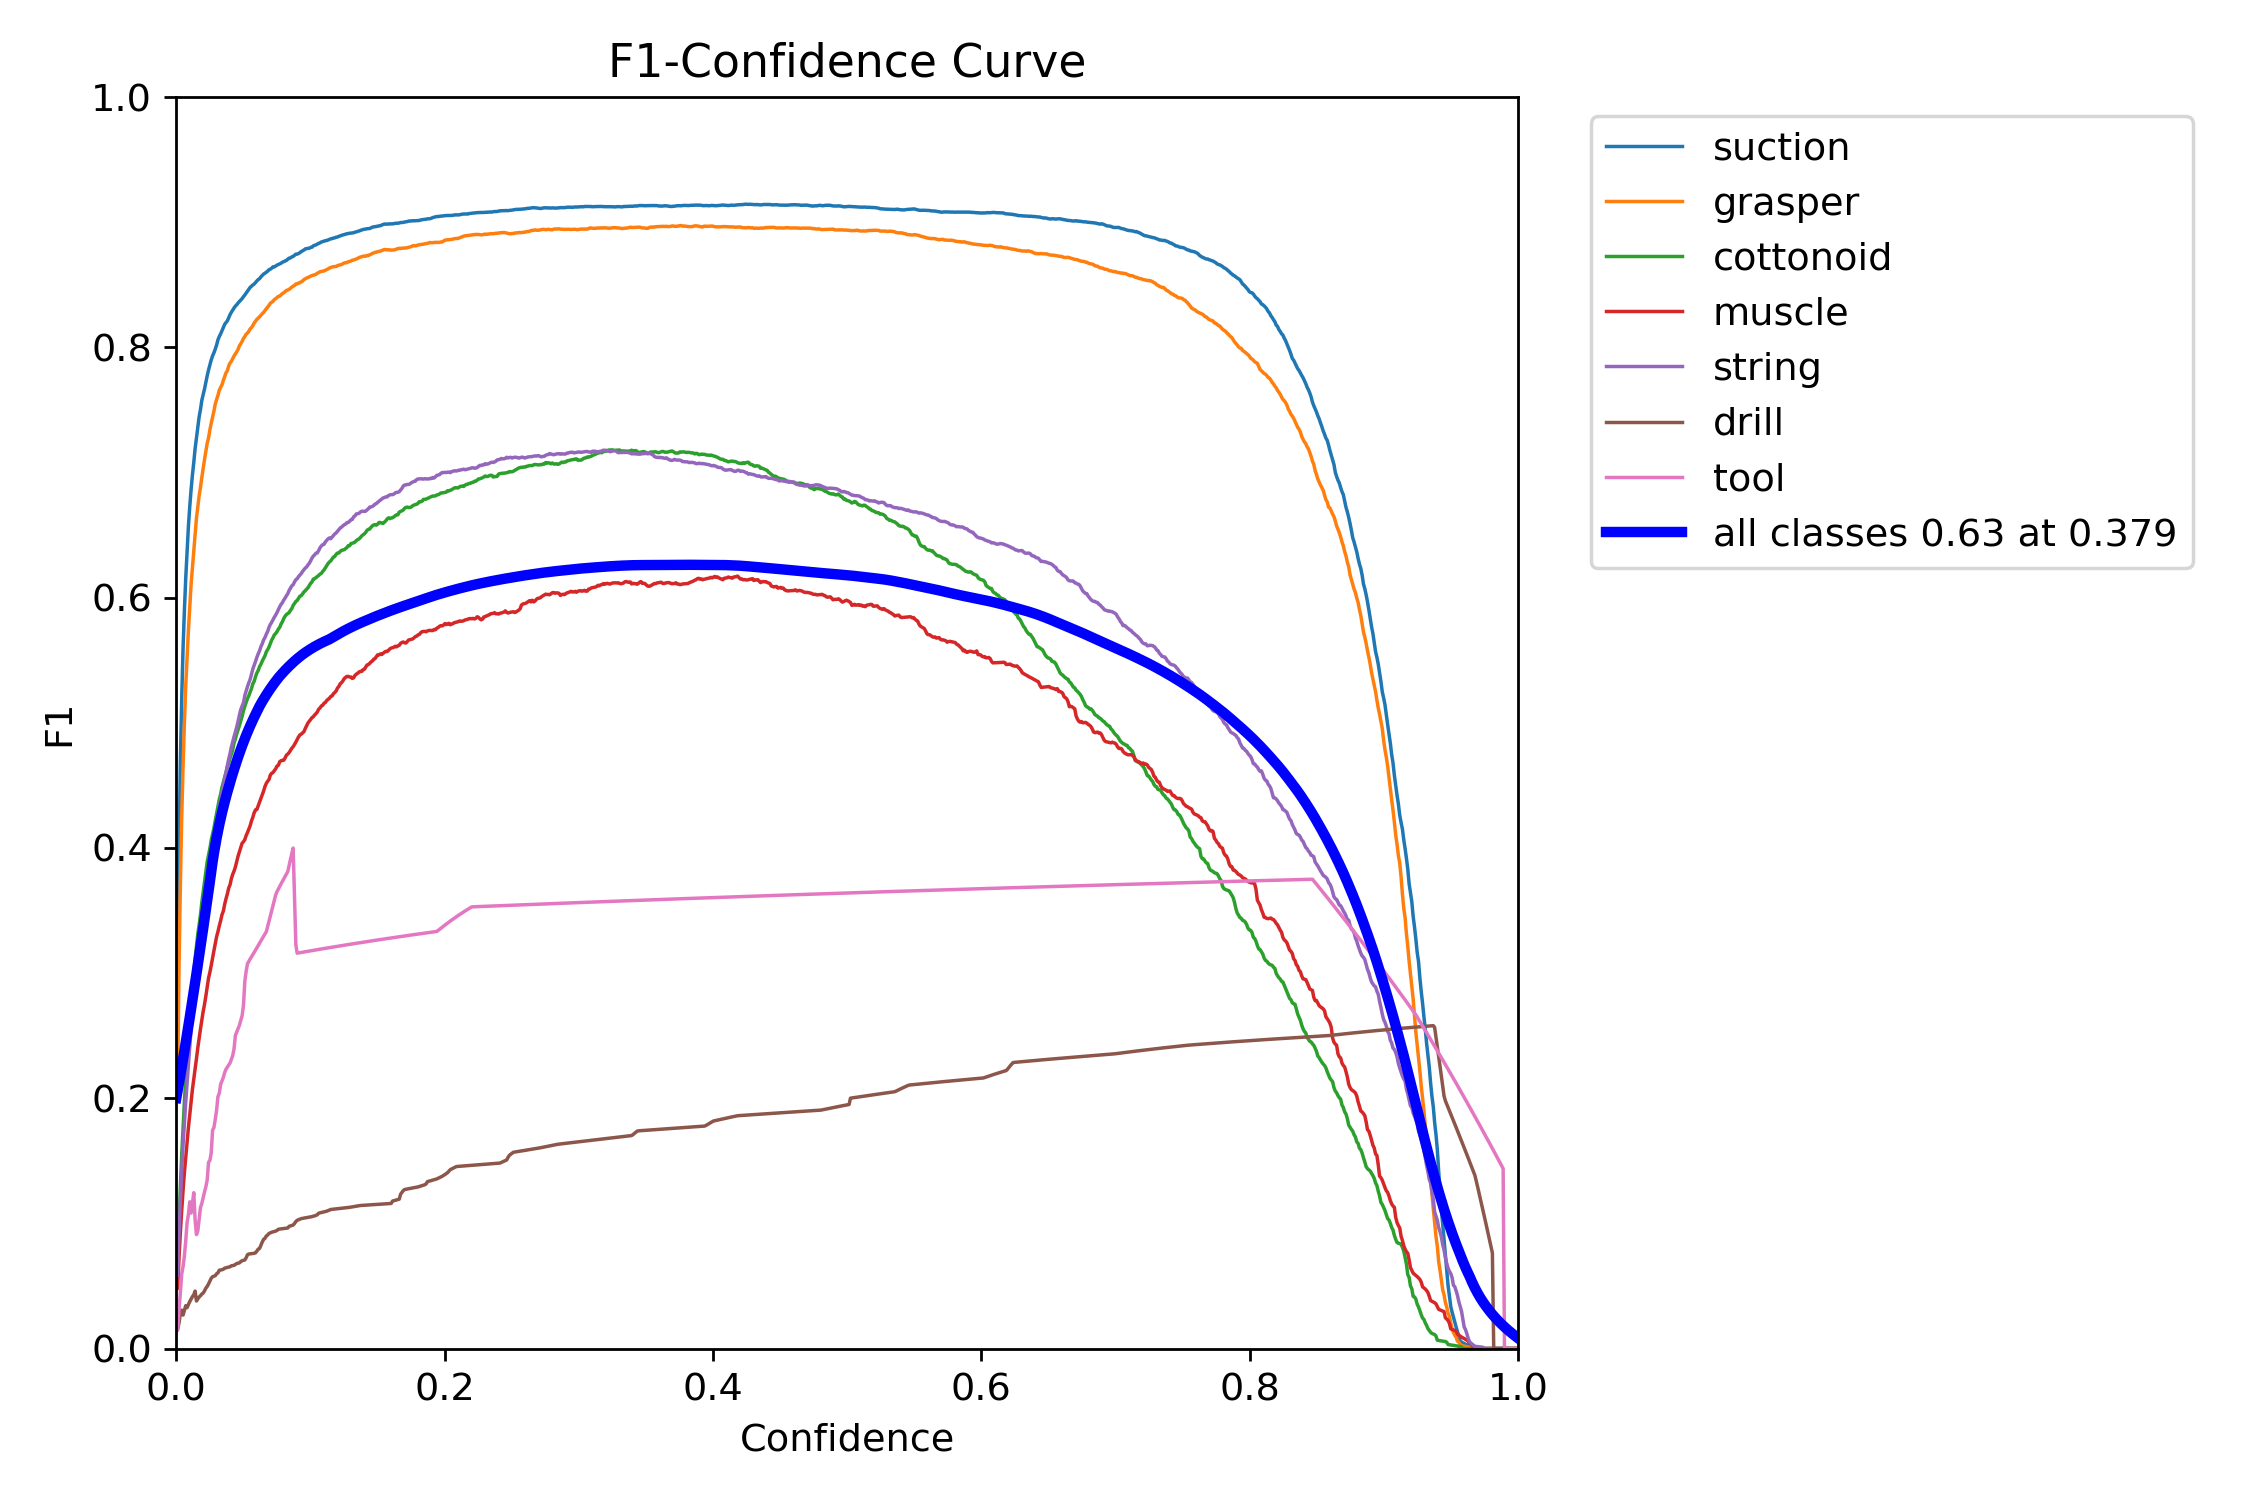 F1-Confidence Curve
1.0
0.8
0.6
0.4
0.2
0.0
F1
0.0 0.2 0.4 0.6 0.8 1.0
Confidence
suction
grasper
cottonoid
muscle
string
drill
tool
all classes 0.63 at 0.379